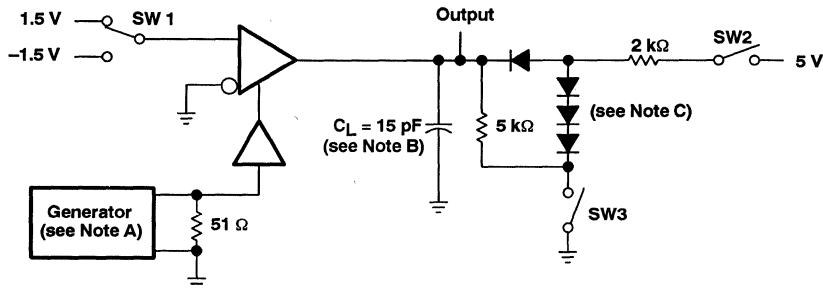 1.5 V
SW 1
–1.5 V
Output
2 kΩ
SW2
5 V
CL = 15 pF
(see Note B)
5 kΩ
(see Note C)
Generator
(see Note A)
51 Ω
SW3